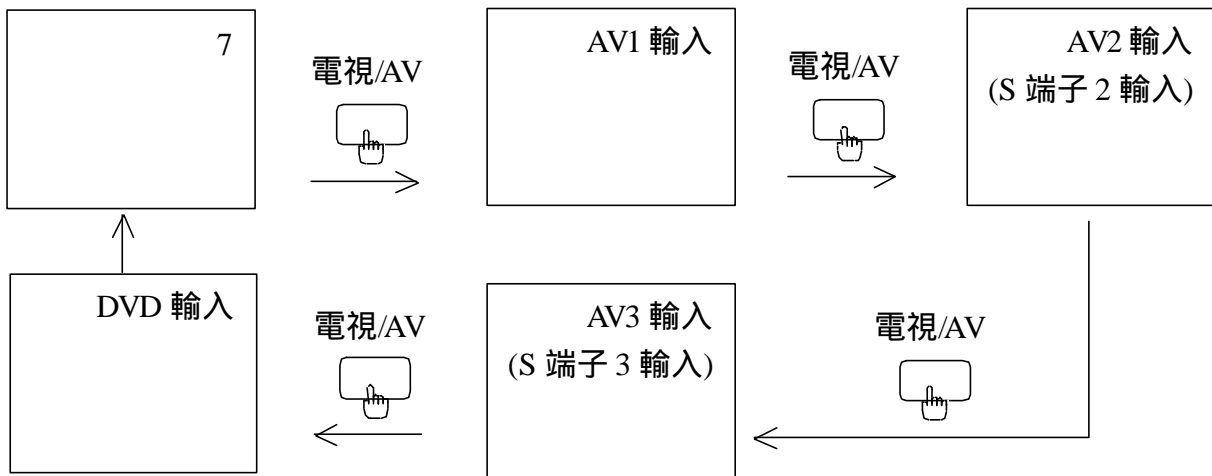 7
電視/AV
AV1 輸入
電視/AV
AV2 輸入
(S 端子 2 輸入)
DVD 輸入
電視/AV
AV3 輸入
(S 端子 3 輸入)
電視/AV